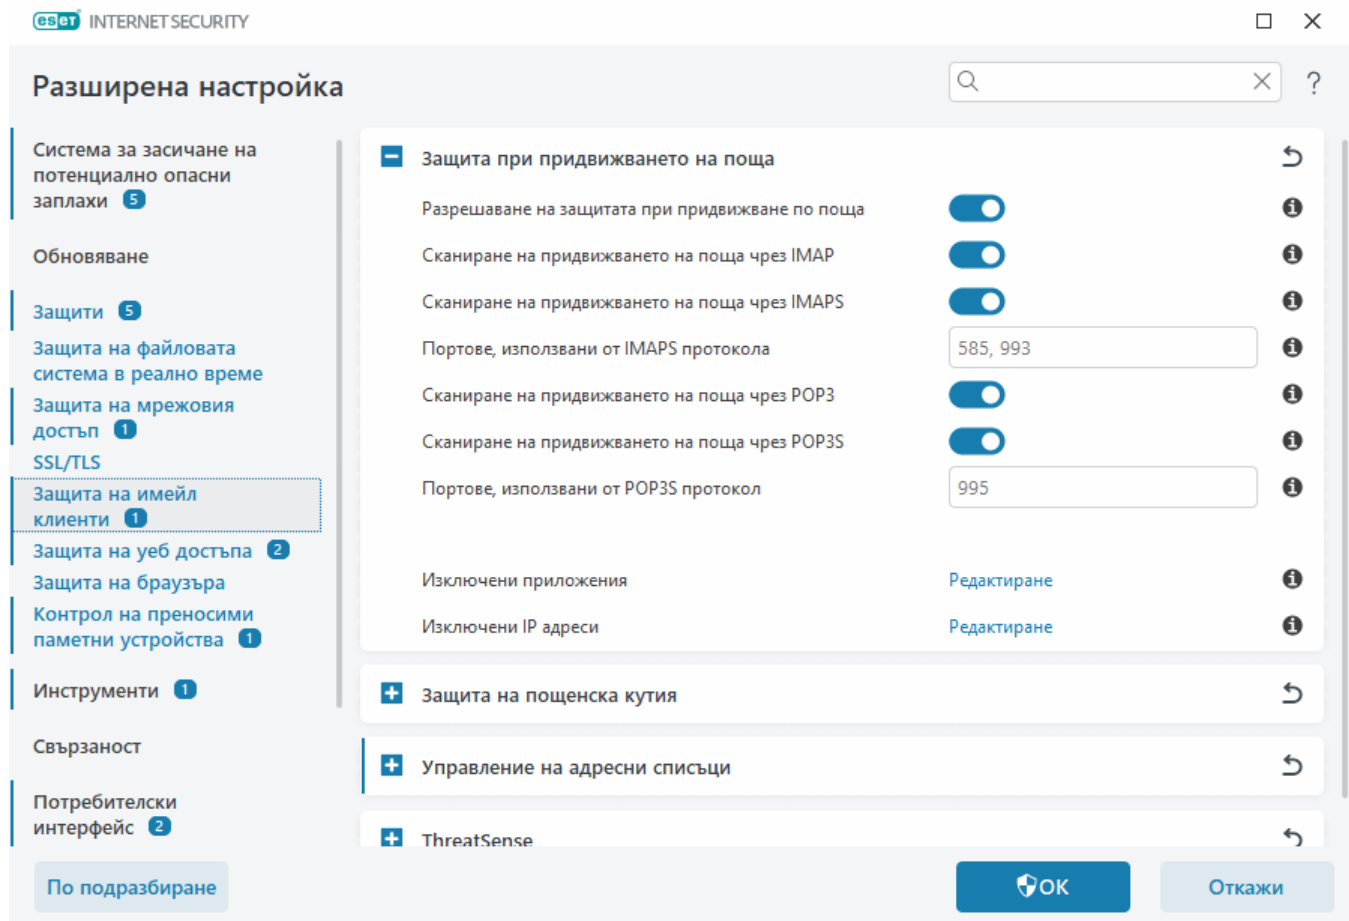 eset INTERNET SECURITY
Разширена настройка
?
Система за засичане на
потенциално опасни
заплахи 5
Обновяване
Защити 5
Защита на файловата
система в реално време
Защита на мрежовия
достъп 1
SSL/TLS
Защита на имейл
клиенти 1
Защита на уеб достъпа 2
Защита на браузъра
Контрол на преносими
паметни устройства 1
Инструменти 1
Свързаност
Потребителски
интерфейс 2
Защита при придвижването на поща
Разрешаване на защитата при придвижване по поща
Сканиране на придвижването на поща чрез IMAP
Сканиране на придвижването на поща чрез IMAPS
Портове, използвани от IMAPS протокола 585, 993
Сканиране на придвижването на поща чрез POP3
Сканиране на придвижването на поща чрез POP3S
Портове, използвани от POP3S протокол 995
Изключени приложения Редактиране
Изключени IP адреси Редактиране
Защита на пощенска кутия
Управление на адресни списъци
ThreatSense
По подразбиране
ОК
Откажи